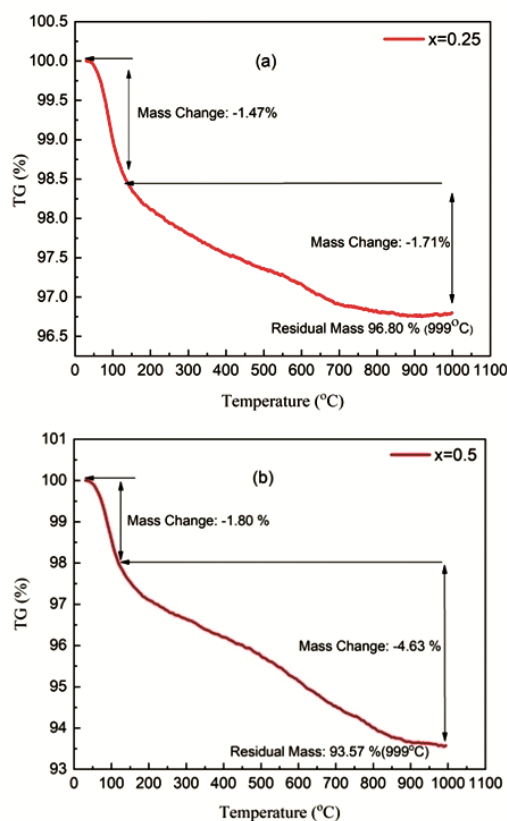 100.5
x=0.25
100.0
(a)
99.5
Mass Change: -1.47%
99.0
TG (%)
98.5
98.0
Mass Change: -1.71%
97.5
97.0
Residual Mass 96.80 % (999°C)
96.5
0 100 200 300 400 500 600 700 800 900 1000 1100
Temperature (°C)
101
x=0.5
100
(b)
99
Mass Change: -1.80 %
98
TG (%)
97
96
Mass Change: -4.63 %
95
94
Residual Mass: 93.57 %(999°C)
93
0 100 200 300 400 500 600 700 800 900 1000 1100
Temperature (°C)